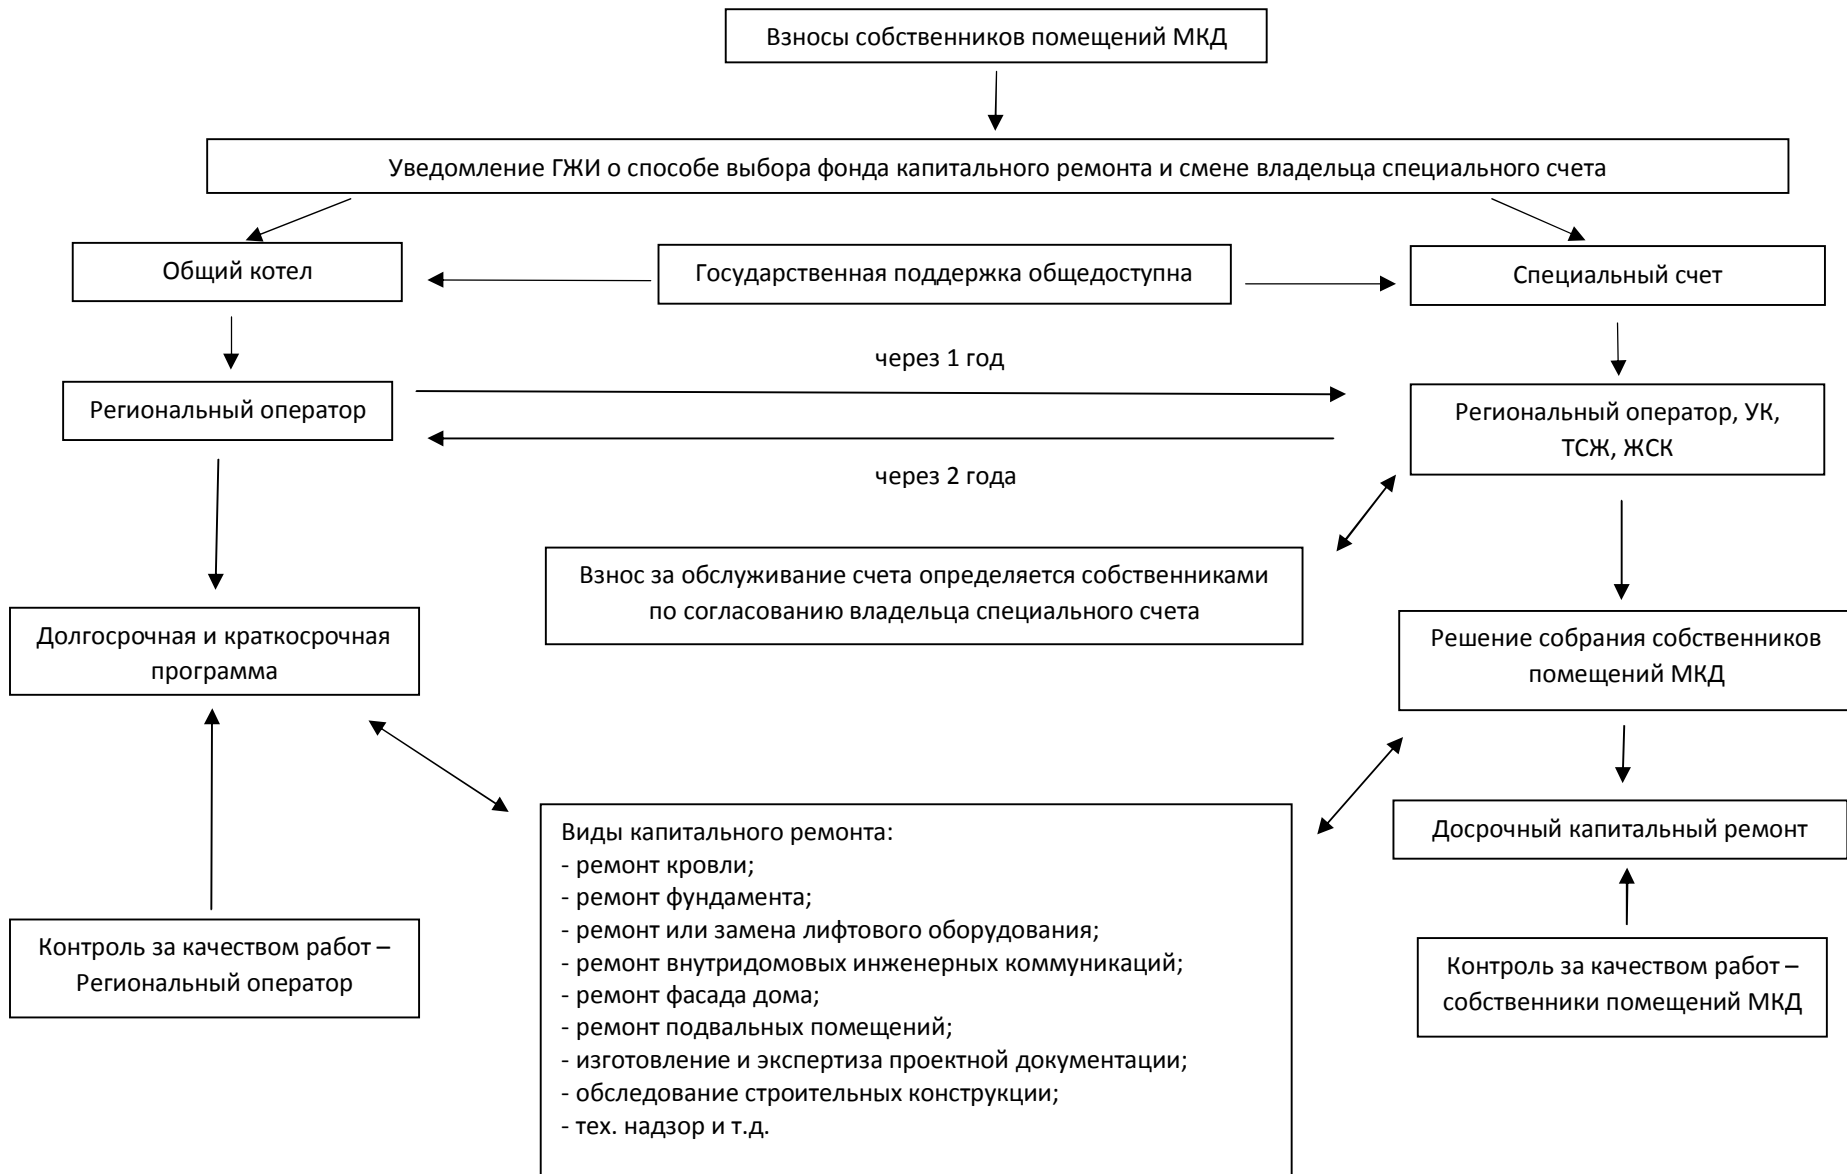 Взносы собственников помещений МКД
Уведомление ГЖИ о способе выбора фонда капитального ремонта и смене владельца специального счета
Общий котел
Государственная поддержка общедоступна
Специальный счет
через 1 год
Региональный оператор
Региональный оператор, УК,
ТСЖ, ЖСК
через 2 года
Взнос за обслуживание счета определяется собственниками
по согласованию владельца специального счета
Долгосрочная и краткосрочная
программа
Решение собрания собственников
помещений МКД
Виды капитального ремонта:
- ремонт кровли;
- ремонт фундамента;
- ремонт или замена лифтового оборудования;
- ремонт внутридомовых инженерных коммуникаций;
- ремонт фасада дома;
- ремонт подвальных помещений;
- изготовление и экспертиза проектной документации;
- обследование строительных конструкции;
- тех. надзор и т.д.
Досрочный капитальный ремонт
Контроль за качеством работ –
Региональный оператор
Контроль за качеством работ –
собственники помещений МКД